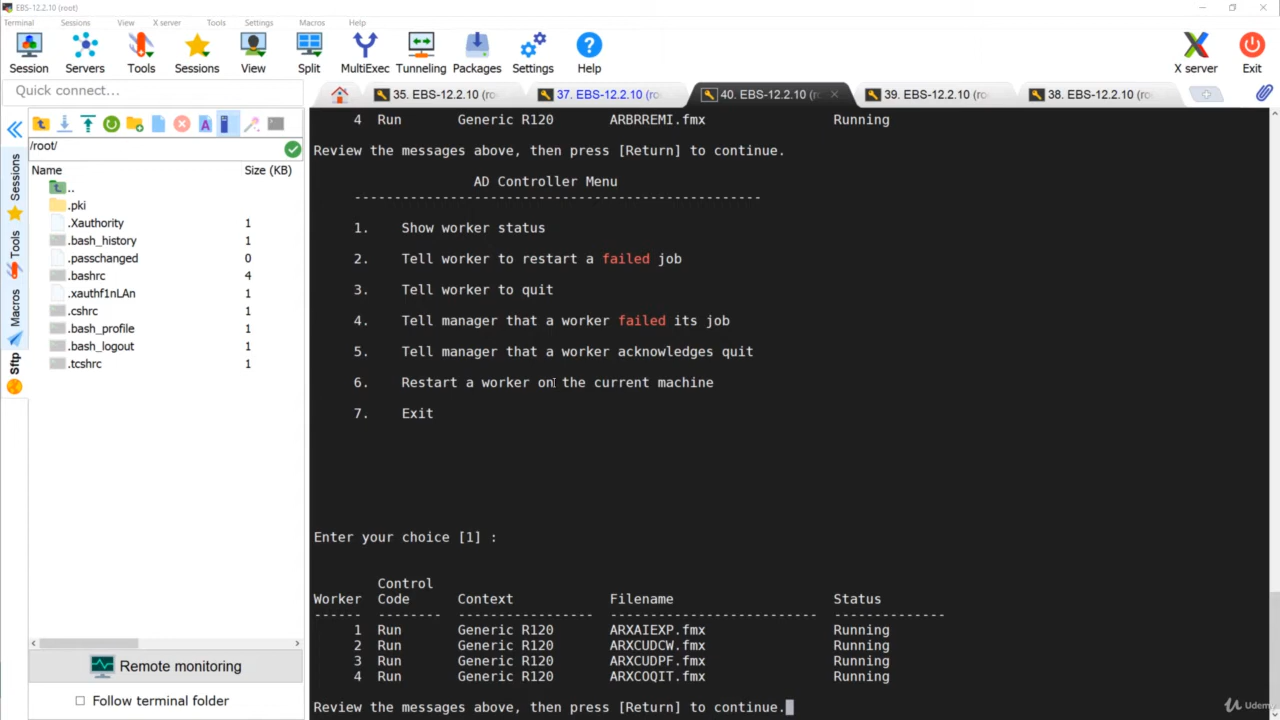 EBS-12.2.10 (root)
Terminal Sessions View X server Tools Settings Macros Help
Session Servers Tools Sessions View Split MultiExec Tunneling Packages Settings Help X server Exit
Quick connect...
35. EBS-12.2.10 (ro
37. EBS-12.2.10 (ro
40. EBS-12.2.10 (ro
39. EBS-12.2.10 (ro
38. EBS-12.2.10 (ro
/root/
Name Size (KB)
..
.pki
.Xauthority 1
.bash_history 1
.passchanged 0
.bashrc 4
.xauthf1nLAn 1
.cshrc 1
.bash_profile 1
.bash_logout 1
.tcshrc 1
Sessions
Tools
Macros
Sftp
Remote monitoring
Follow terminal folder
4 Run Generic R120 ARBRREMI.fmx Running
Review the messages above, then press [Return] to continue.
AD Controller Menu
---------------------------------------------------
1. Show worker status
2. Tell worker to restart a failed job
3. Tell worker to quit
4. Tell manager that a worker failed its job
5. Tell manager that a worker acknowledges quit
6. Restart a worker on the current machine
7. Exit
Enter your choice [1] :
Control
Worker Code Context Filename Status
------ -------- ----------------- -------------------------- --------------
1 Run Generic R120 ARXAIEXP.fmx Running
2 Run Generic R120 ARXCUDCW.fmx Running
3 Run Generic R120 ARXCUDPF.fmx Running
4 Run Generic R120 ARXCOQIT.fmx Running
Review the messages above, then press [Return] to continue.
Udemy